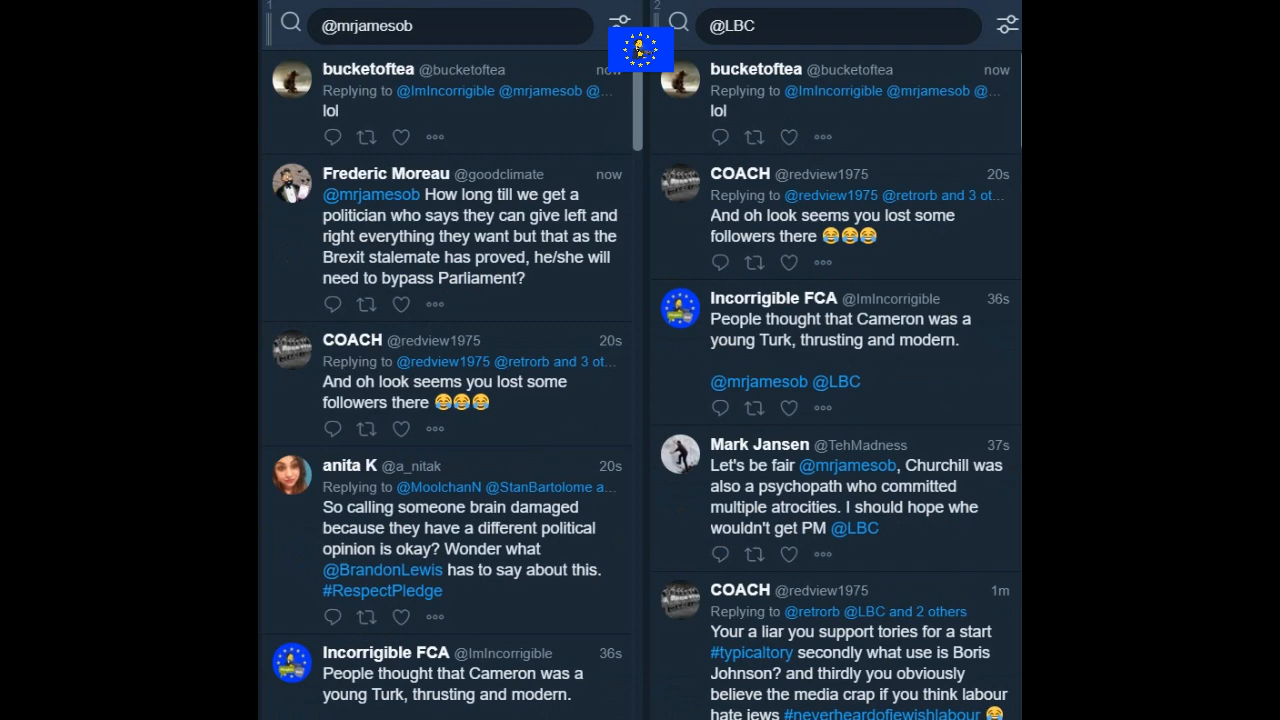 1
@mrjamesob
bucketoftea @bucketoftea now
Replying to @ImIncorrigible @mrjamesob @…
lol
Frederic Moreau @goodclimate now
@mrjamesob How long till we get a
politician who says they can give left and
right everything they want but that as the
Brexit stalemate has proved, he/she will
need to bypass Parliament?
COACH @redview1975 20s
Replying to @redview1975 @retrorb and 3 ot…
And oh look seems you lost some
followers there 😂😂😂
anita K @a_nitak 20s
Replying to @MoolchanN @StanBartolome a…
So calling someone brain damaged
because they have a different political
opinion is okay? Wonder what
@BrandonLewis has to say about this.
#RespectPledge
Incorrigible FCA @ImIncorrigible 36s
People thought that Cameron was a
young Turk, thrusting and modern.
2
@LBC
bucketoftea @bucketoftea now
Replying to @ImIncorrigible @mrjamesob @…
lol
COACH @redview1975 20s
Replying to @redview1975 @retrorb and 3 ot…
And oh look seems you lost some
followers there 😂😂😂
Incorrigible FCA @ImIncorrigible 36s
People thought that Cameron was a
young Turk, thrusting and modern.
@mrjamesob @LBC
Mark Jansen @TehMadness 37s
Let's be fair @mrjamesob, Churchill was
also a psychopath who committed
multiple atrocities. I should hope whe
wouldn't get PM @LBC
COACH @redview1975 1m
Replying to @retrorb @LBC and 2 others
Your a liar you support tories for a start
#typicaltory secondly what use is Boris
Johnson? and thirdly you obviously
believe the media crap if you think labour
hate jews #neverheardofjewishlabour 😂